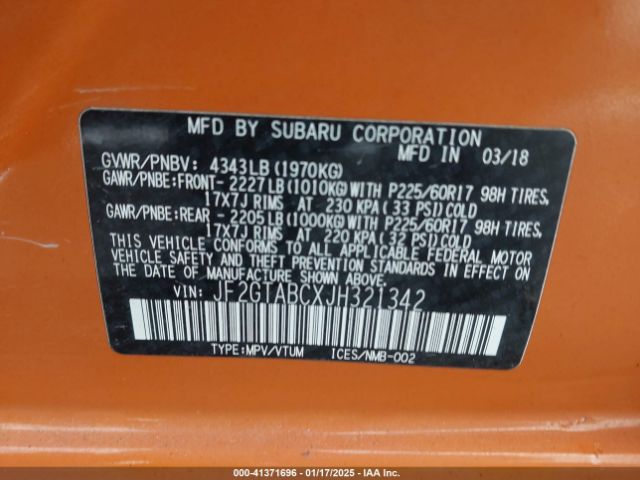 MFD BY SUBARU CORPORATION
MFD IN 03/18
GVWR/PNBV: 4343LB (1970KG)
GAWR/PNBE: FRONT- 2227LB (1010KG) WITH P225/60R17 98H TIRES,
17X7J RIMS AT 230 KPA (33 PSI) COLD
GAWR/PNBE: REAR - 2205LB (1000KG) WITH P225/60R17 98H TIRES,
17X7J RIMS AT 220 KPA (32 PSI) COLD
THIS VEHICLE CONFORMS TO ALL APPLICABLE FEDERAL MOTOR
VEHICLE SAFETY AND THEFT PREVENTION STANDARDS IN EFFECT ON
THE DATE OF MANUFACTURE SHOWN ABOVE.
VIN: JF2GTABCXJH321342
TYPE: MPV/VTUM ICES/NMB-002
000-41371696 - 01/17/2025 - IAA Inc.